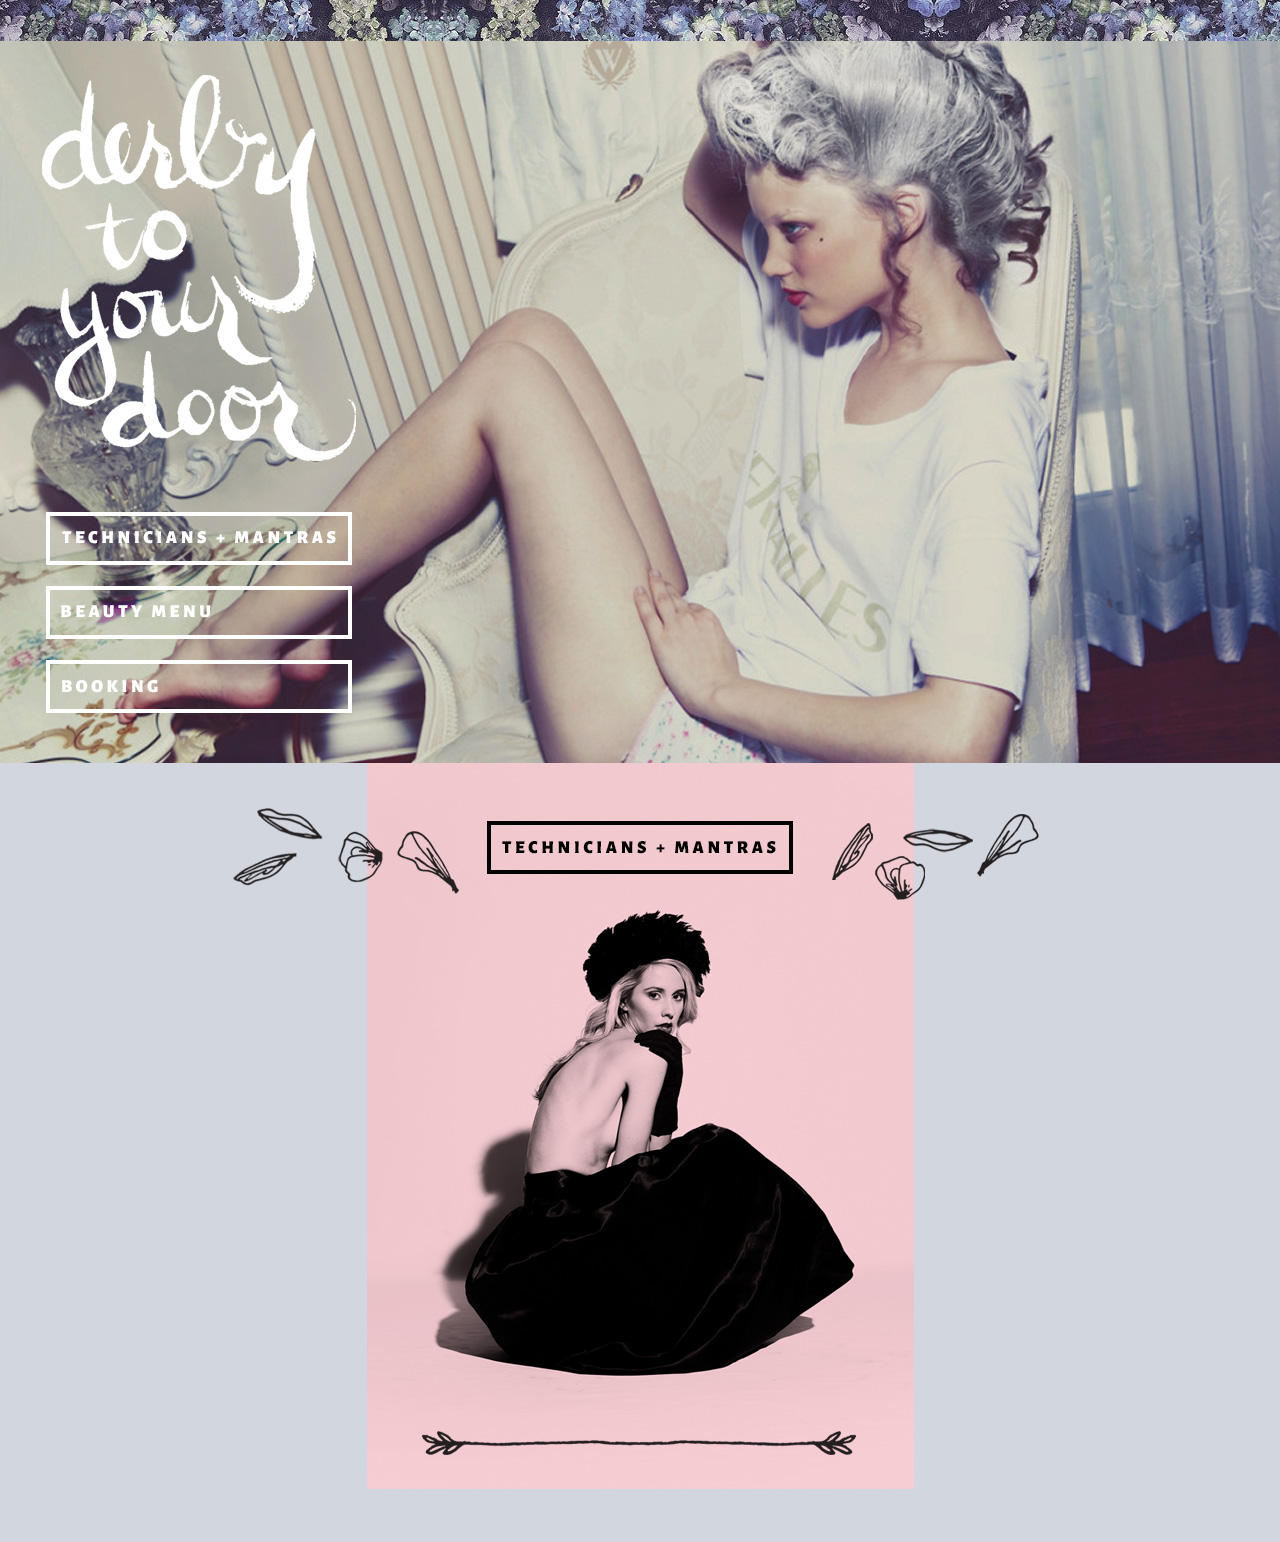 W
derby
to
your
door
TECHNICIANS + MANTRAS
BEAUTY MENU
BOOKING
TECHNICIANS + MANTRAS